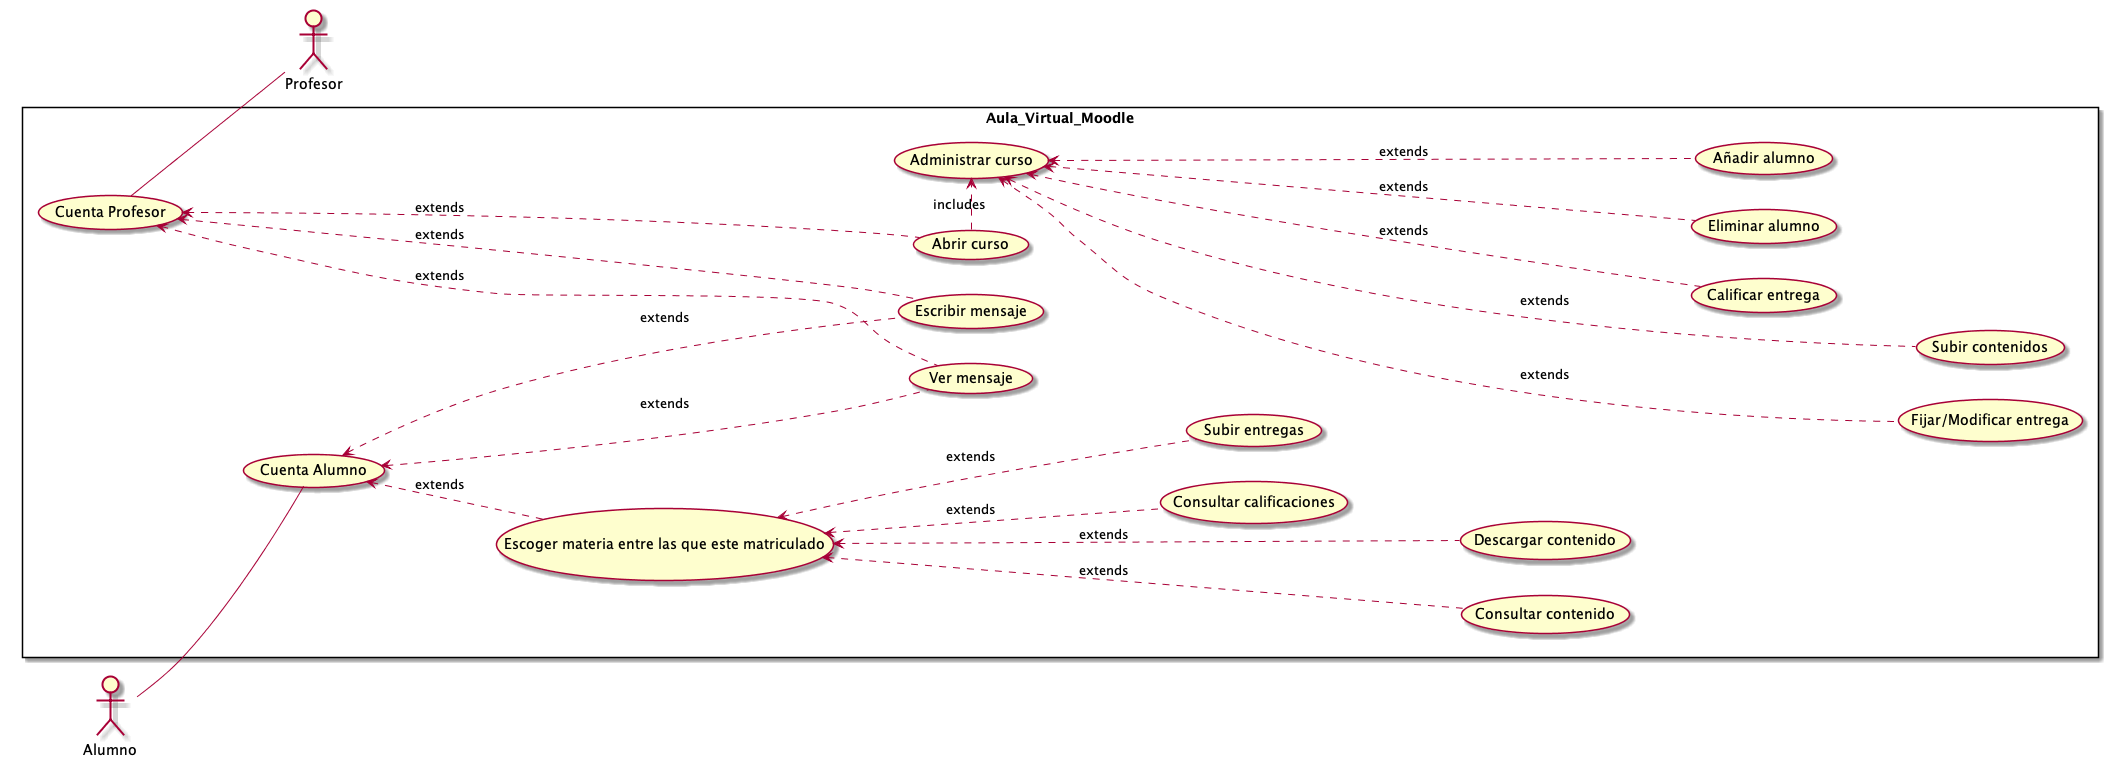 Profesor
Aula_Virtual_Moodle
Administrar curso
extends
Añadir alumno
extends
Cuenta Profesor
extends
includes
Eliminar alumno
extends
extends
Abrir curso
extends
Calificar entrega
extends
Escribir mensaje
extends
extends
Subir contenidos
Ver mensaje
extends
extends
Fijar/Modificar entrega
Subir entregas
extends
Cuenta Alumno
extends
Consultar calificaciones
extends
Escoger materia entre las que este matriculado
extends
Descargar contenido
extends
Consultar contenido
Alumno